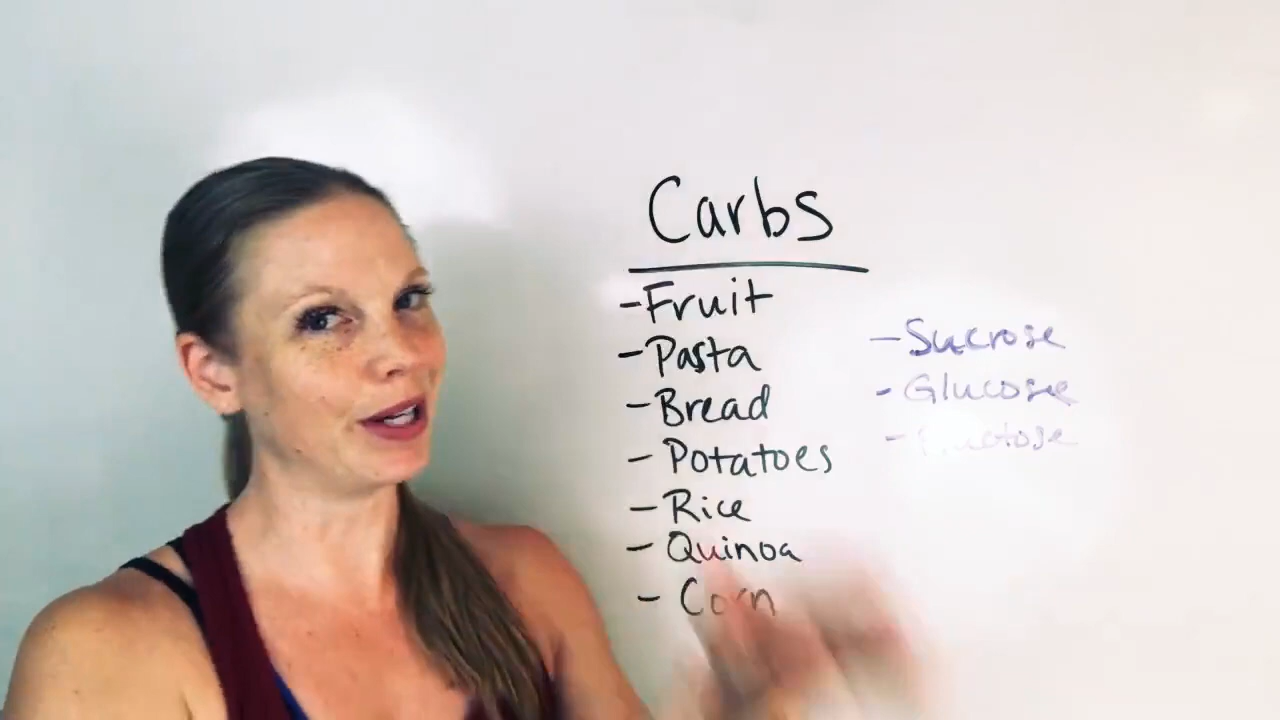 Carbs
-Fruit
-Pasta
-Bread
-Potatoes
-Rice
-Quinoa
-Corn
-Sucrose
-Glucose